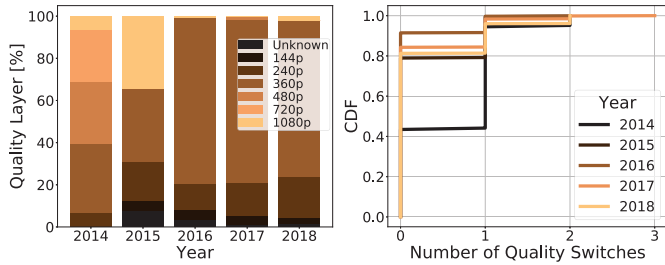 100
80
60
40
20
0
Quality Layer [%]
2014 2015 2016 2017 2018
Year
Unknown
144p
240p
360p
480p
720p
1080p
1.0
0.8
0.6
0.4
0.2
0.0
CDF
0 1 2 3
Number of Quality Switches
Year
2014
2015
2016
2017
2018